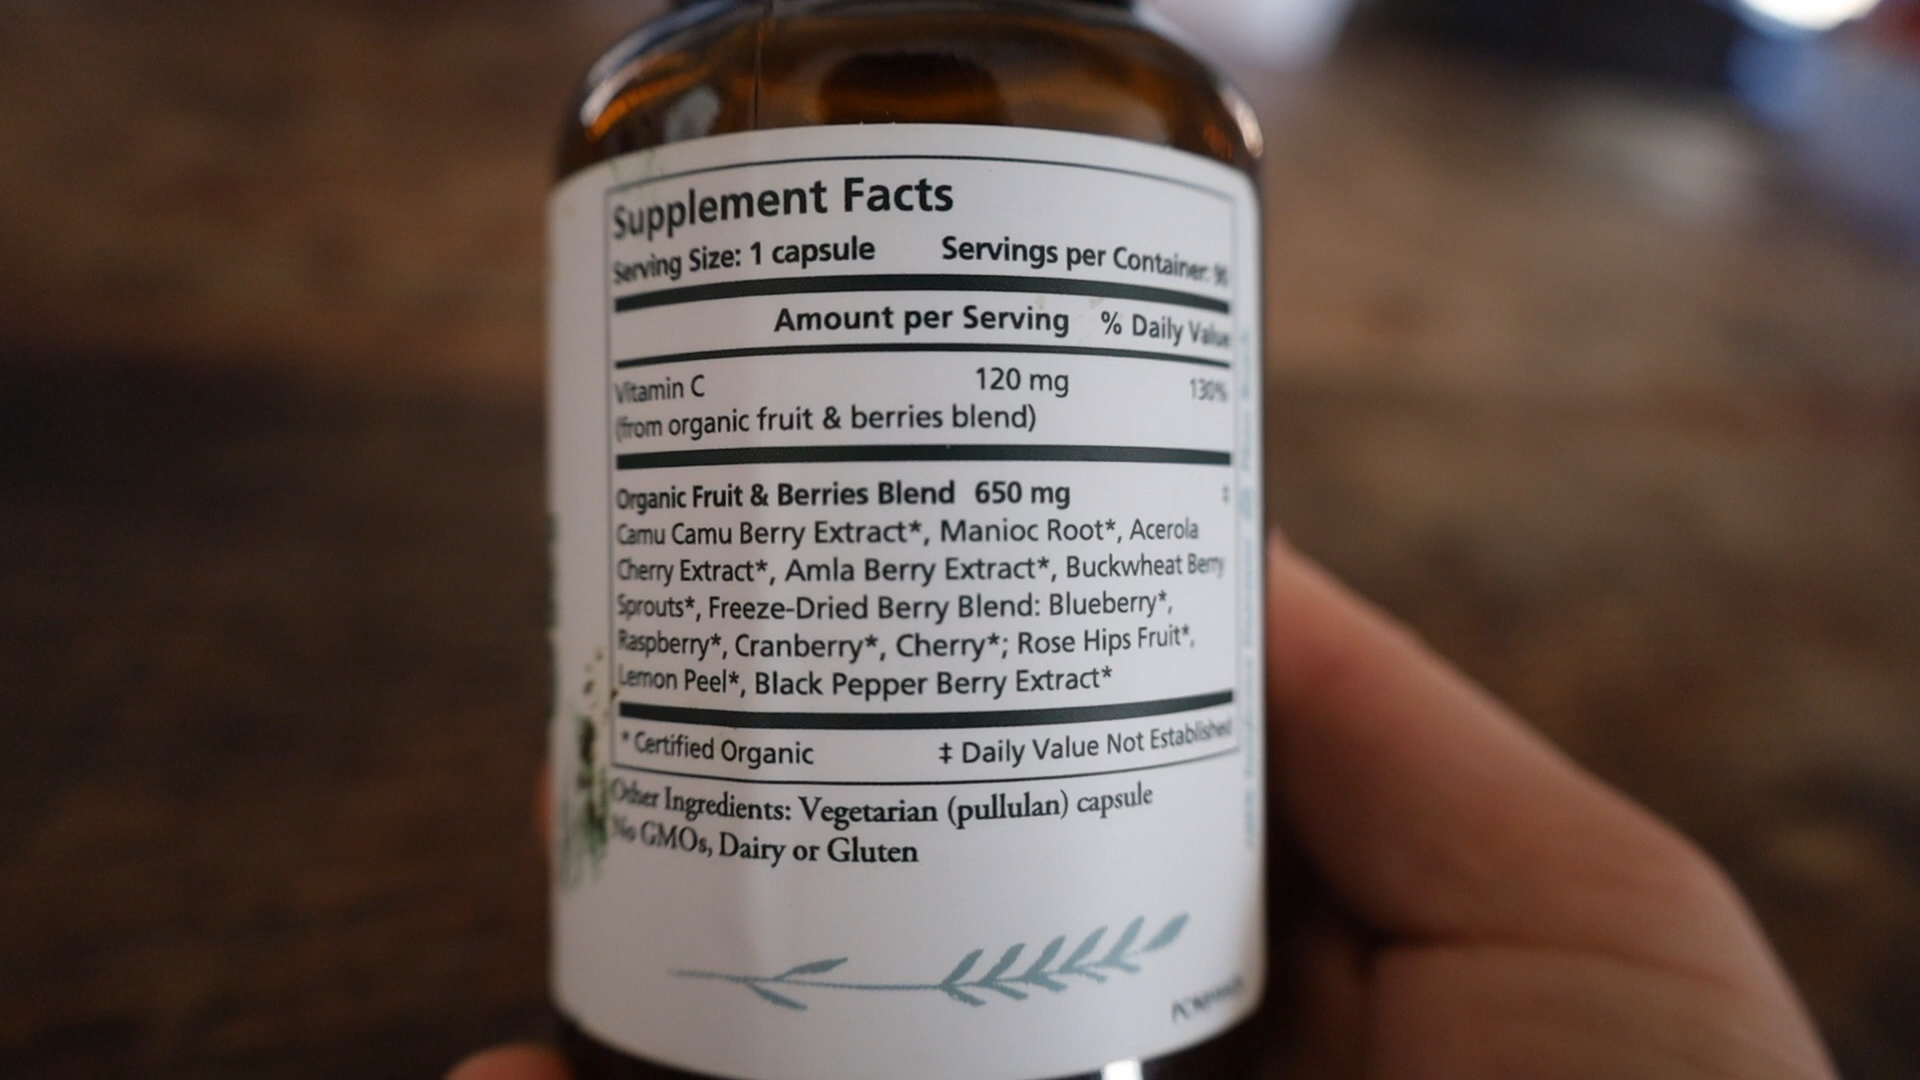 Supplement Facts
Serving Size: 1 capsule Servings per Container:
Amount per Serving % Daily Value
Vitamin C 120 mg 130%
(from organic fruit & berries blend)
Organic Fruit & Berries Blend 650 mg ‡
Camu Camu Berry Extract*, Manioc Root*, Acerola
Cherry Extract*, Amla Berry Extract*, Buckwheat Berry
Sprouts*, Freeze-Dried Berry Blend: Blueberry*,
Raspberry*, Cranberry*, Cherry*; Rose Hips Fruit*,
Lemon Peel*, Black Pepper Berry Extract*
* Certified Organic ‡ Daily Value Not Established
Other Ingredients: Vegetarian (pullulan) capsule
No GMOs, Dairy or Gluten